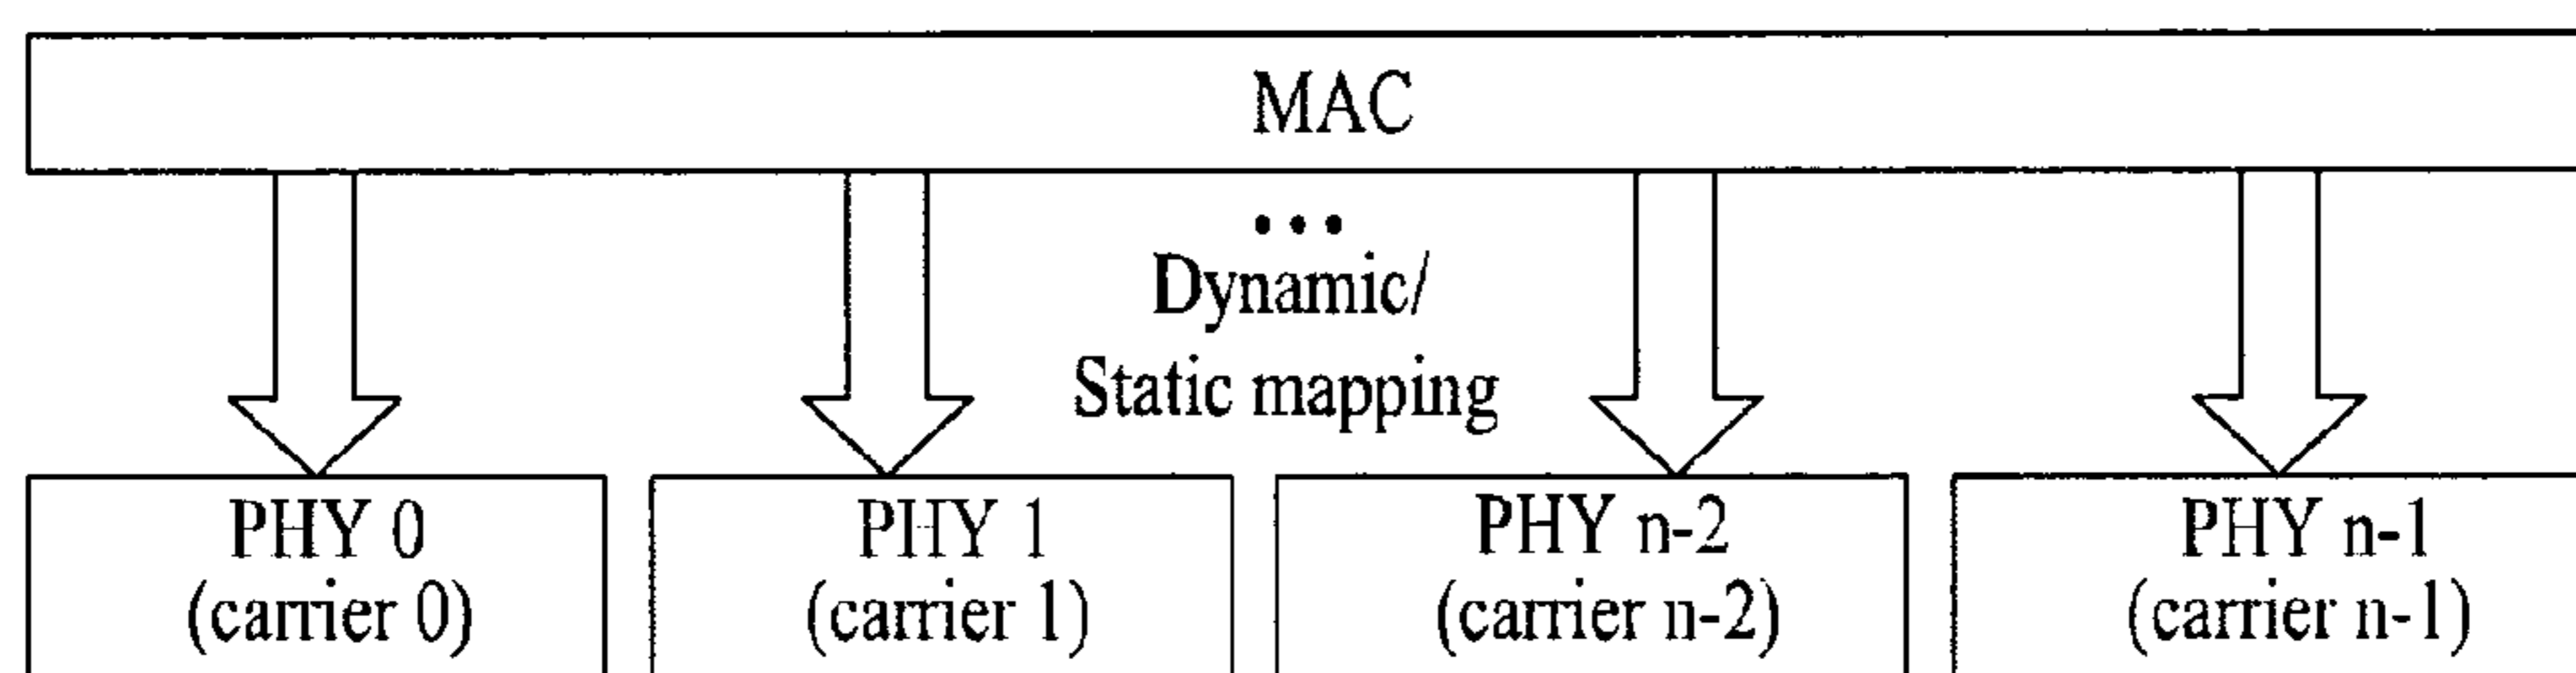 MAC
• • •
Dynamic/
Static mapping
PHY 0
(carrier 0)
PHY 1
(carrier 1)
PHY n-2
(carrier n-2)
PHY n-1
(carrier n-1)